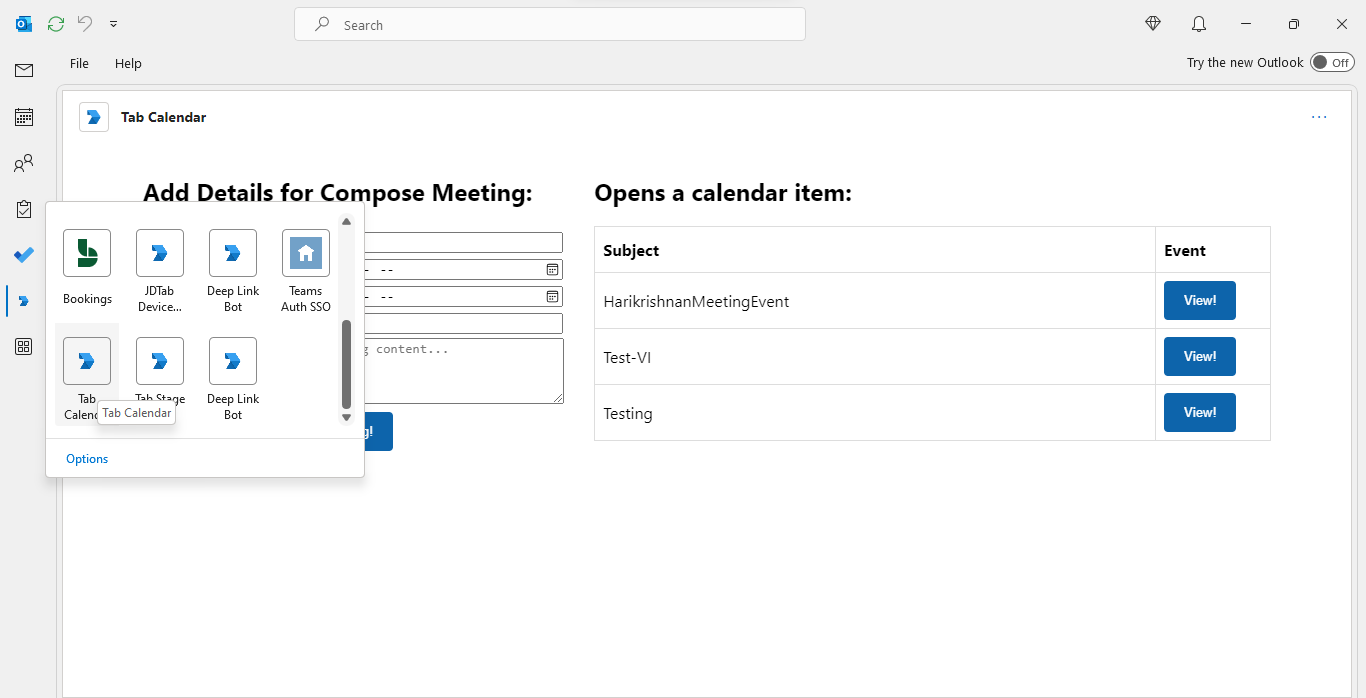 Search
File
Help
Try the new Outlook
Off
Tab Calendar
Add Details for Compose Meeting:
Opens a calendar item:
Subject
Event
HarikrishnanMeetingEvent
View!
Test-VI
View!
Testing
View!
content...
Bookings
JDTab
Device...
Deep Link
Bot
Teams
Auth SSO
Tab
Tab Stage
Deep Link
Bot
Tab Calendar
Options